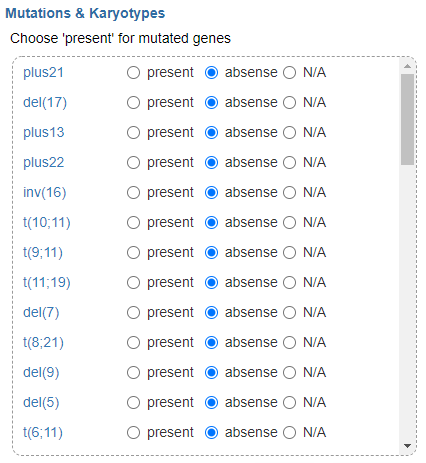 Mutations & Karyotypes
Choose 'present' for mutated genes
plus21 present absense N/A
del(17) present absense N/A
plus13 present absense N/A
plus22 present absense N/A
inv(16) present absense N/A
t(10;11) present absense N/A
t(9;11) present absense N/A
t(11;19) present absense N/A
del(7) present absense N/A
t(8;21) present absense N/A
del(9) present absense N/A
del(5) present absense N/A
t(6;11) present absense N/A